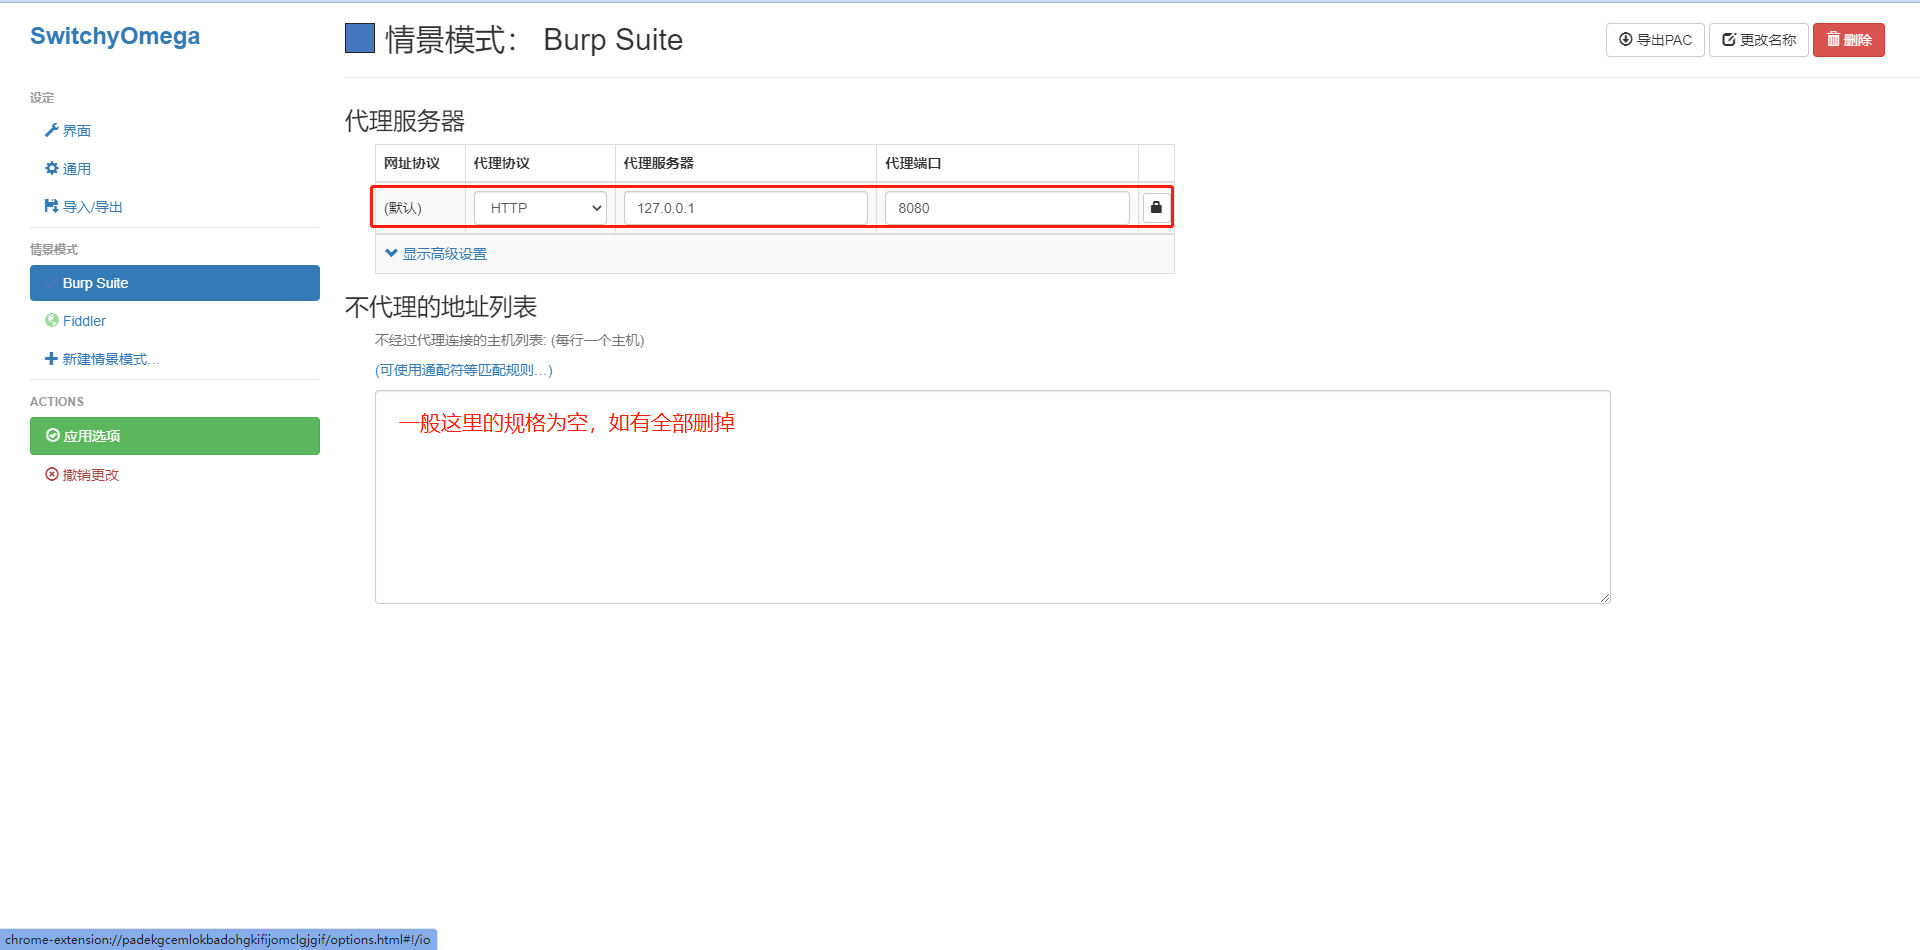 SwitchyOmega
设定
界面
通用
导入/导出
情景模式
Burp Suite
Fiddler
新建情景模式…
ACTIONS
应用选项
撤销更改
情景模式： Burp Suite
导出PAC
更改名称
删除
代理服务器
网址协议 代理协议 代理服务器 代理端口
(默认) HTTP 127.0.0.1 8080
显示高级设置
不代理的地址列表
不经过代理连接的主机列表: (每行一个主机)
(可使用通配符等匹配规则…)
一般这里的规格为空，如有全部删掉
chrome-extension://padekgcemlokbadohgkifijomclgjgif/options.html#!/io